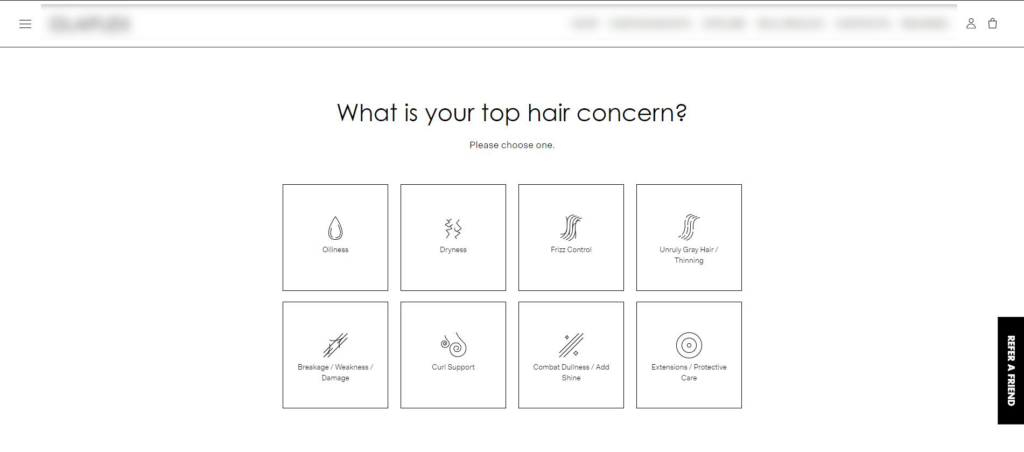 What is your top hair concern?
Please choose one.
Oiliness
Dryness
Frizz Control
Unruly Gray Hair /
Thinning
Breakage / Weakness /
Damage
Curl Support
Combat Dullness / Add
Shine
Extensions / Protective
Care
REFER A FRIEND